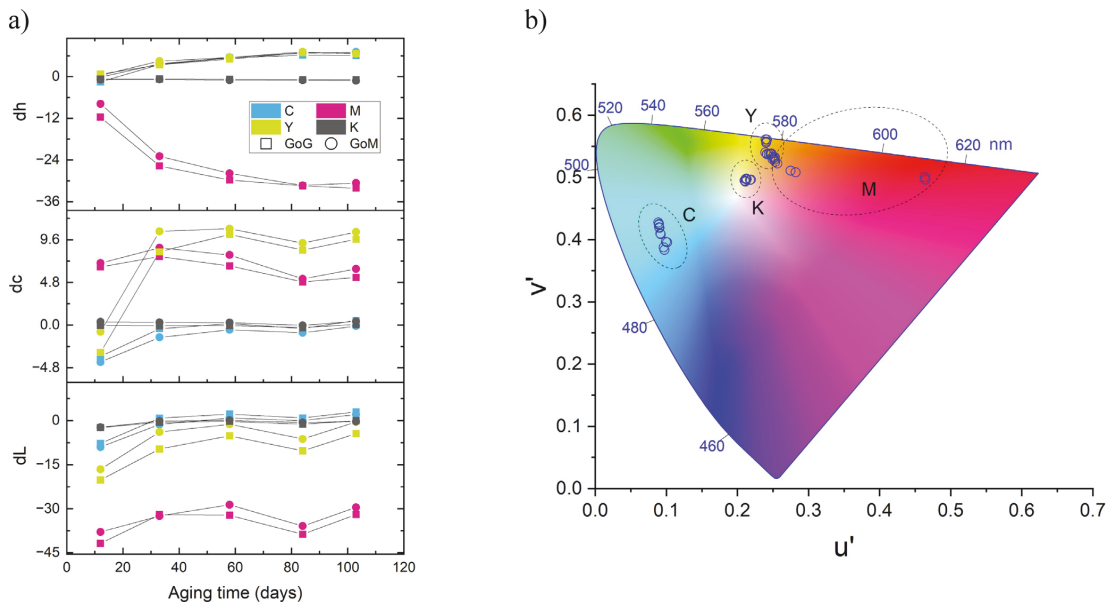 a)
0
−12
−24
−36
dh
C M
Y K
GoG GoM
9.6
4.8
0.0
−4.8
dc
0
−15
−30
−45
dL
0 20 40 60 80 100 120
Aging time (days)
b)
0.7
0.6
0.5
0.4
0.3
0.2
0.1
0.0
v'
520 540 560 580 600 620 nm
500
480
460
Y
M
K
C
0.0 0.1 0.2 0.3 0.4 0.5 0.6 0.7
u'